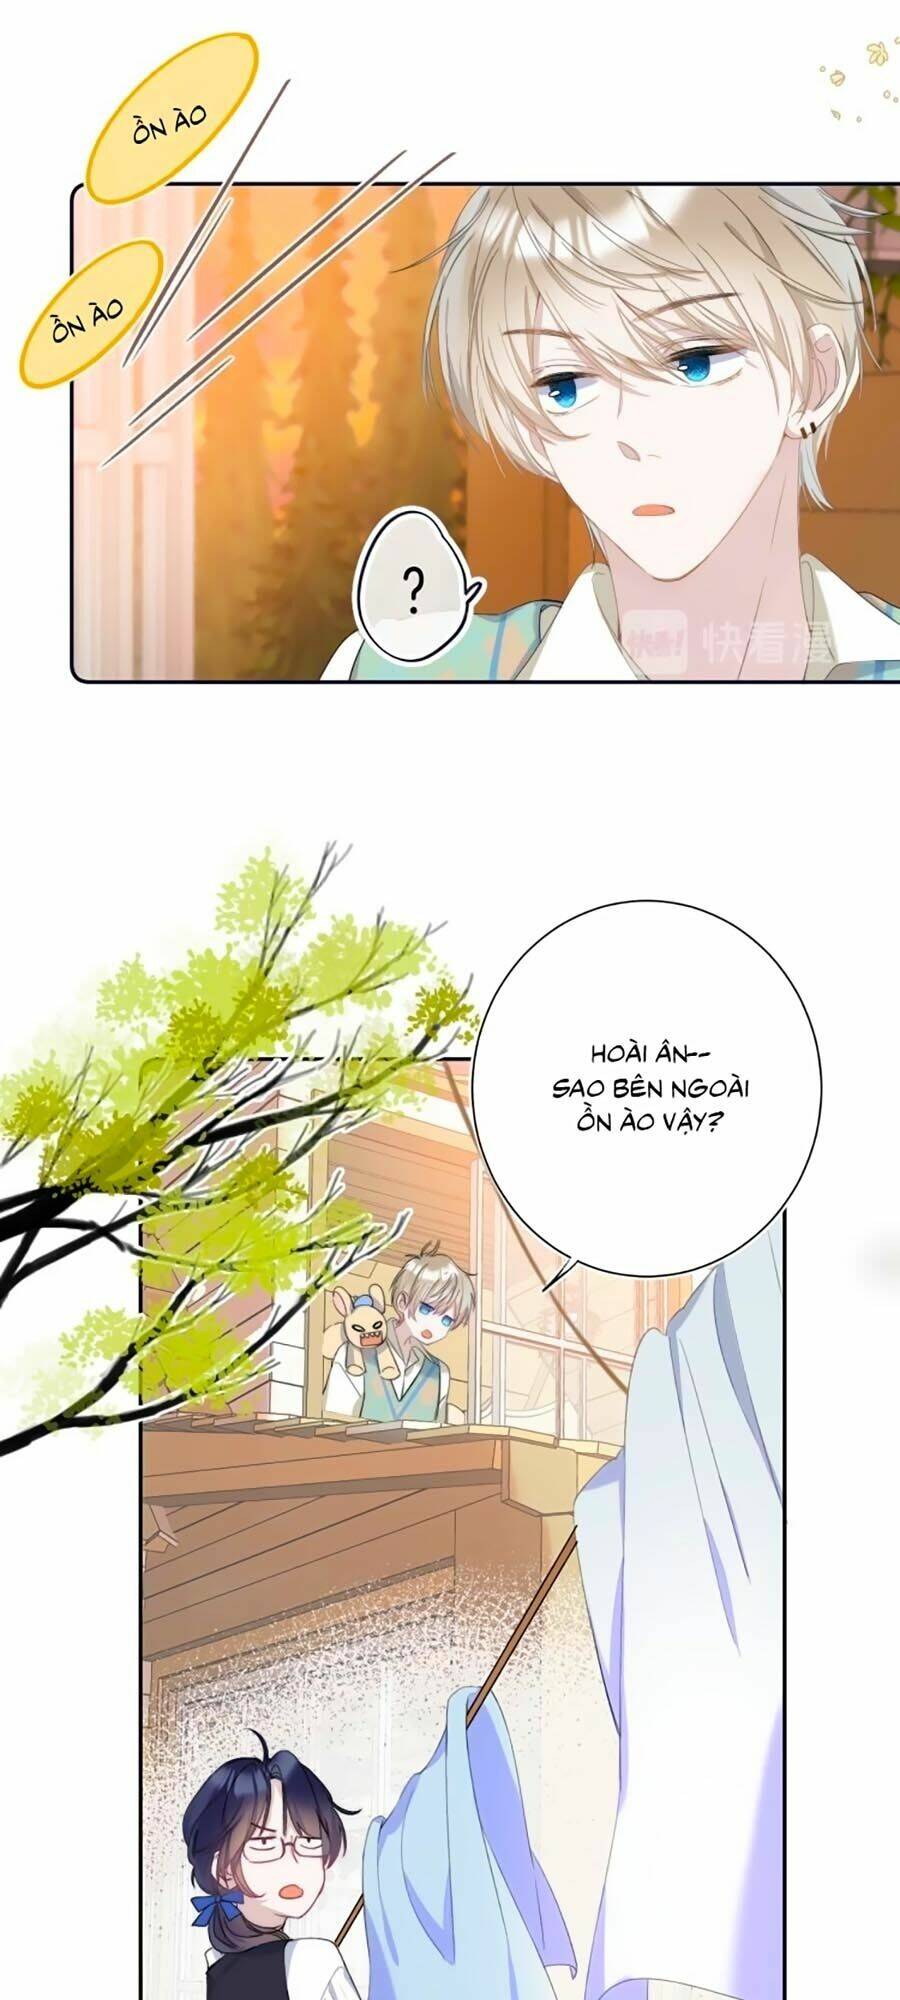 ỒN ÀO
ỒN ÀO
?
快看漫
HOÀI ÂN--
SAO BÊN NGOÀI
ỒN ÀO VẬY?